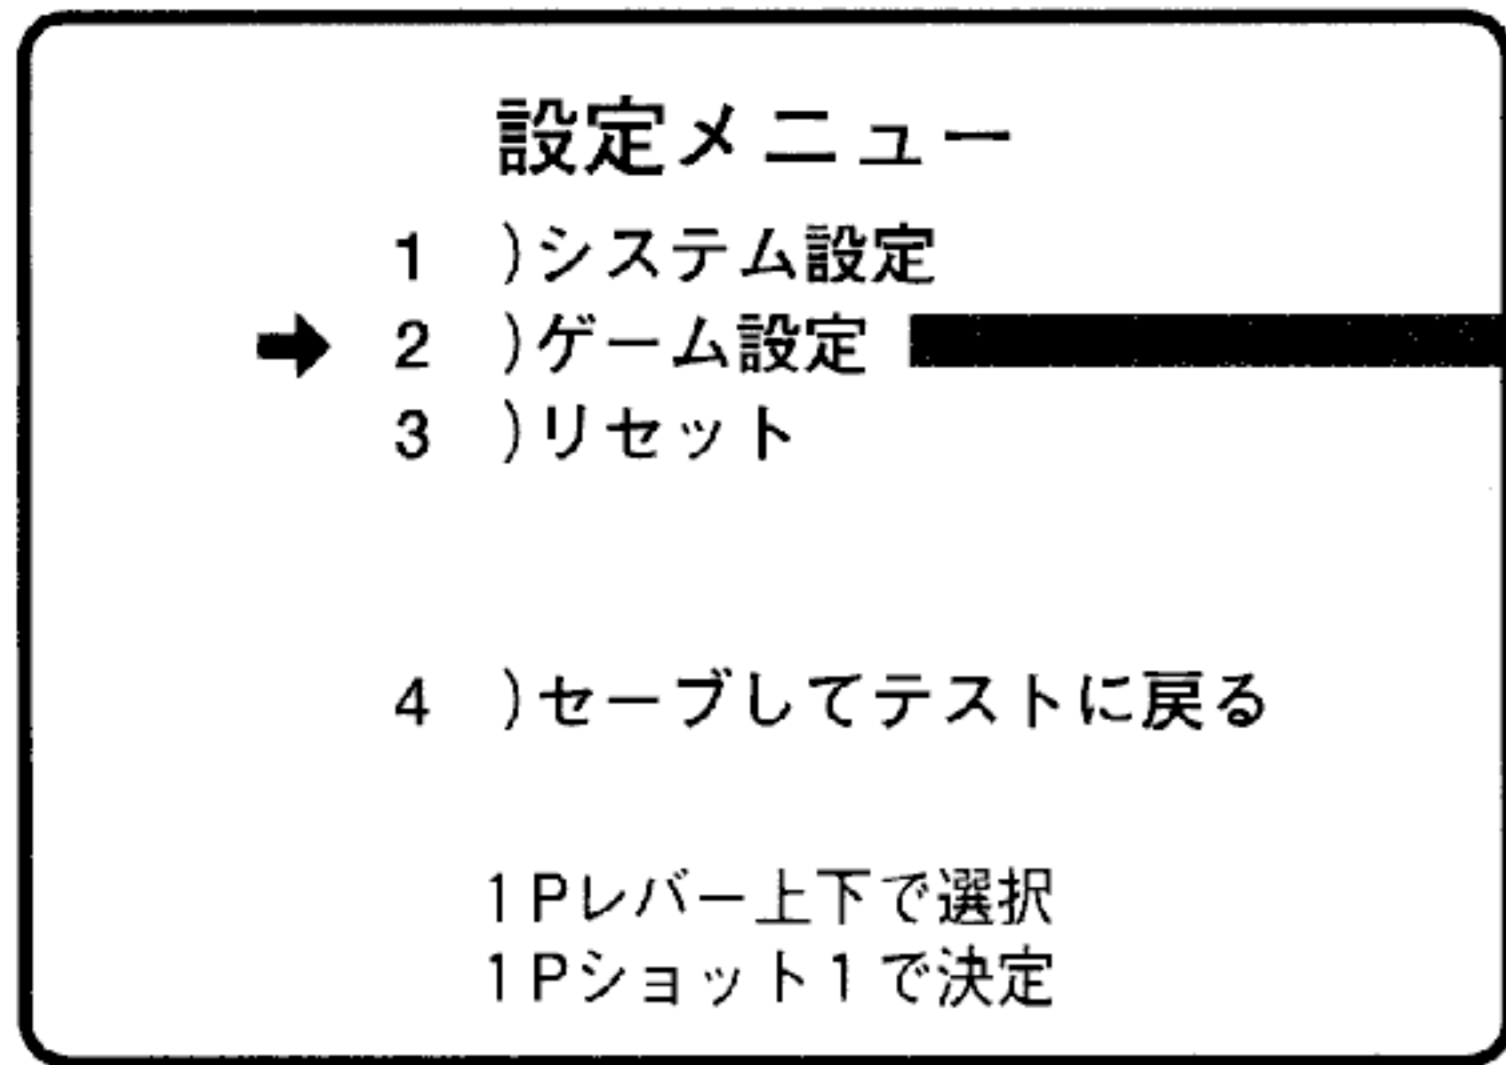 設定メニュー
1 )システム設定
2 )ゲーム設定
3 )リセット
4 )セーブしてテストに戻る
1Pレバー上下で選択
1Pショット1で決定